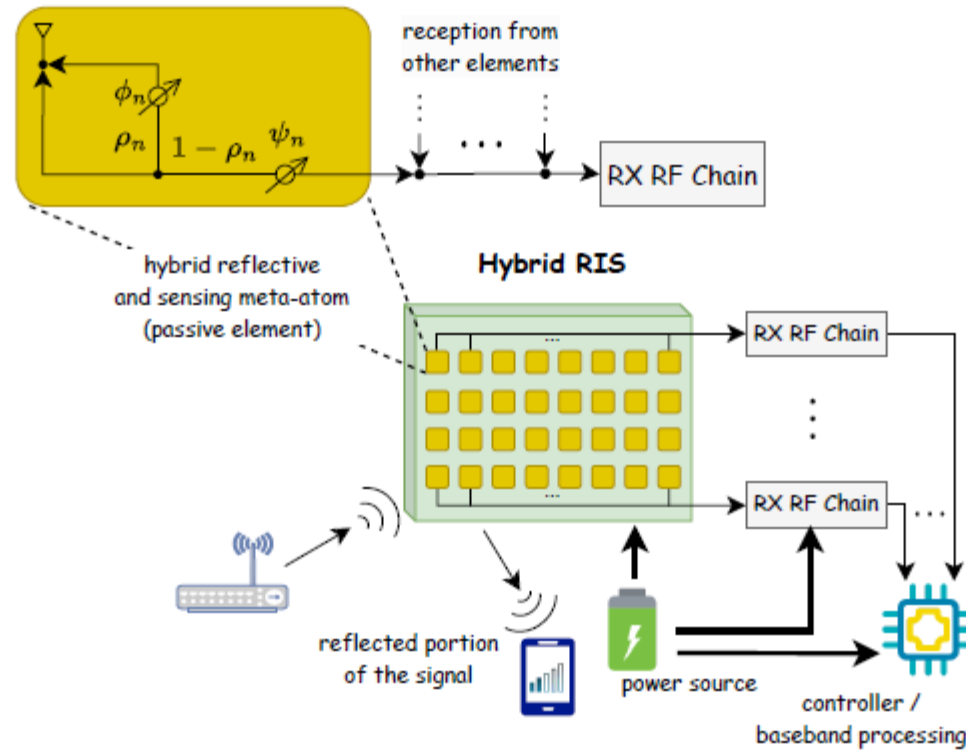 reception from
other elements
ϕₙ
ρₙ
1 − ρₙ
ψₙ
...
RX RF Chain
hybrid reflective
and sensing meta-atom
(passive element)
Hybrid RIS
...
RX RF Chain
...
RX RF Chain
...
reflected portion
of the signal
power source
controller /
baseband processing